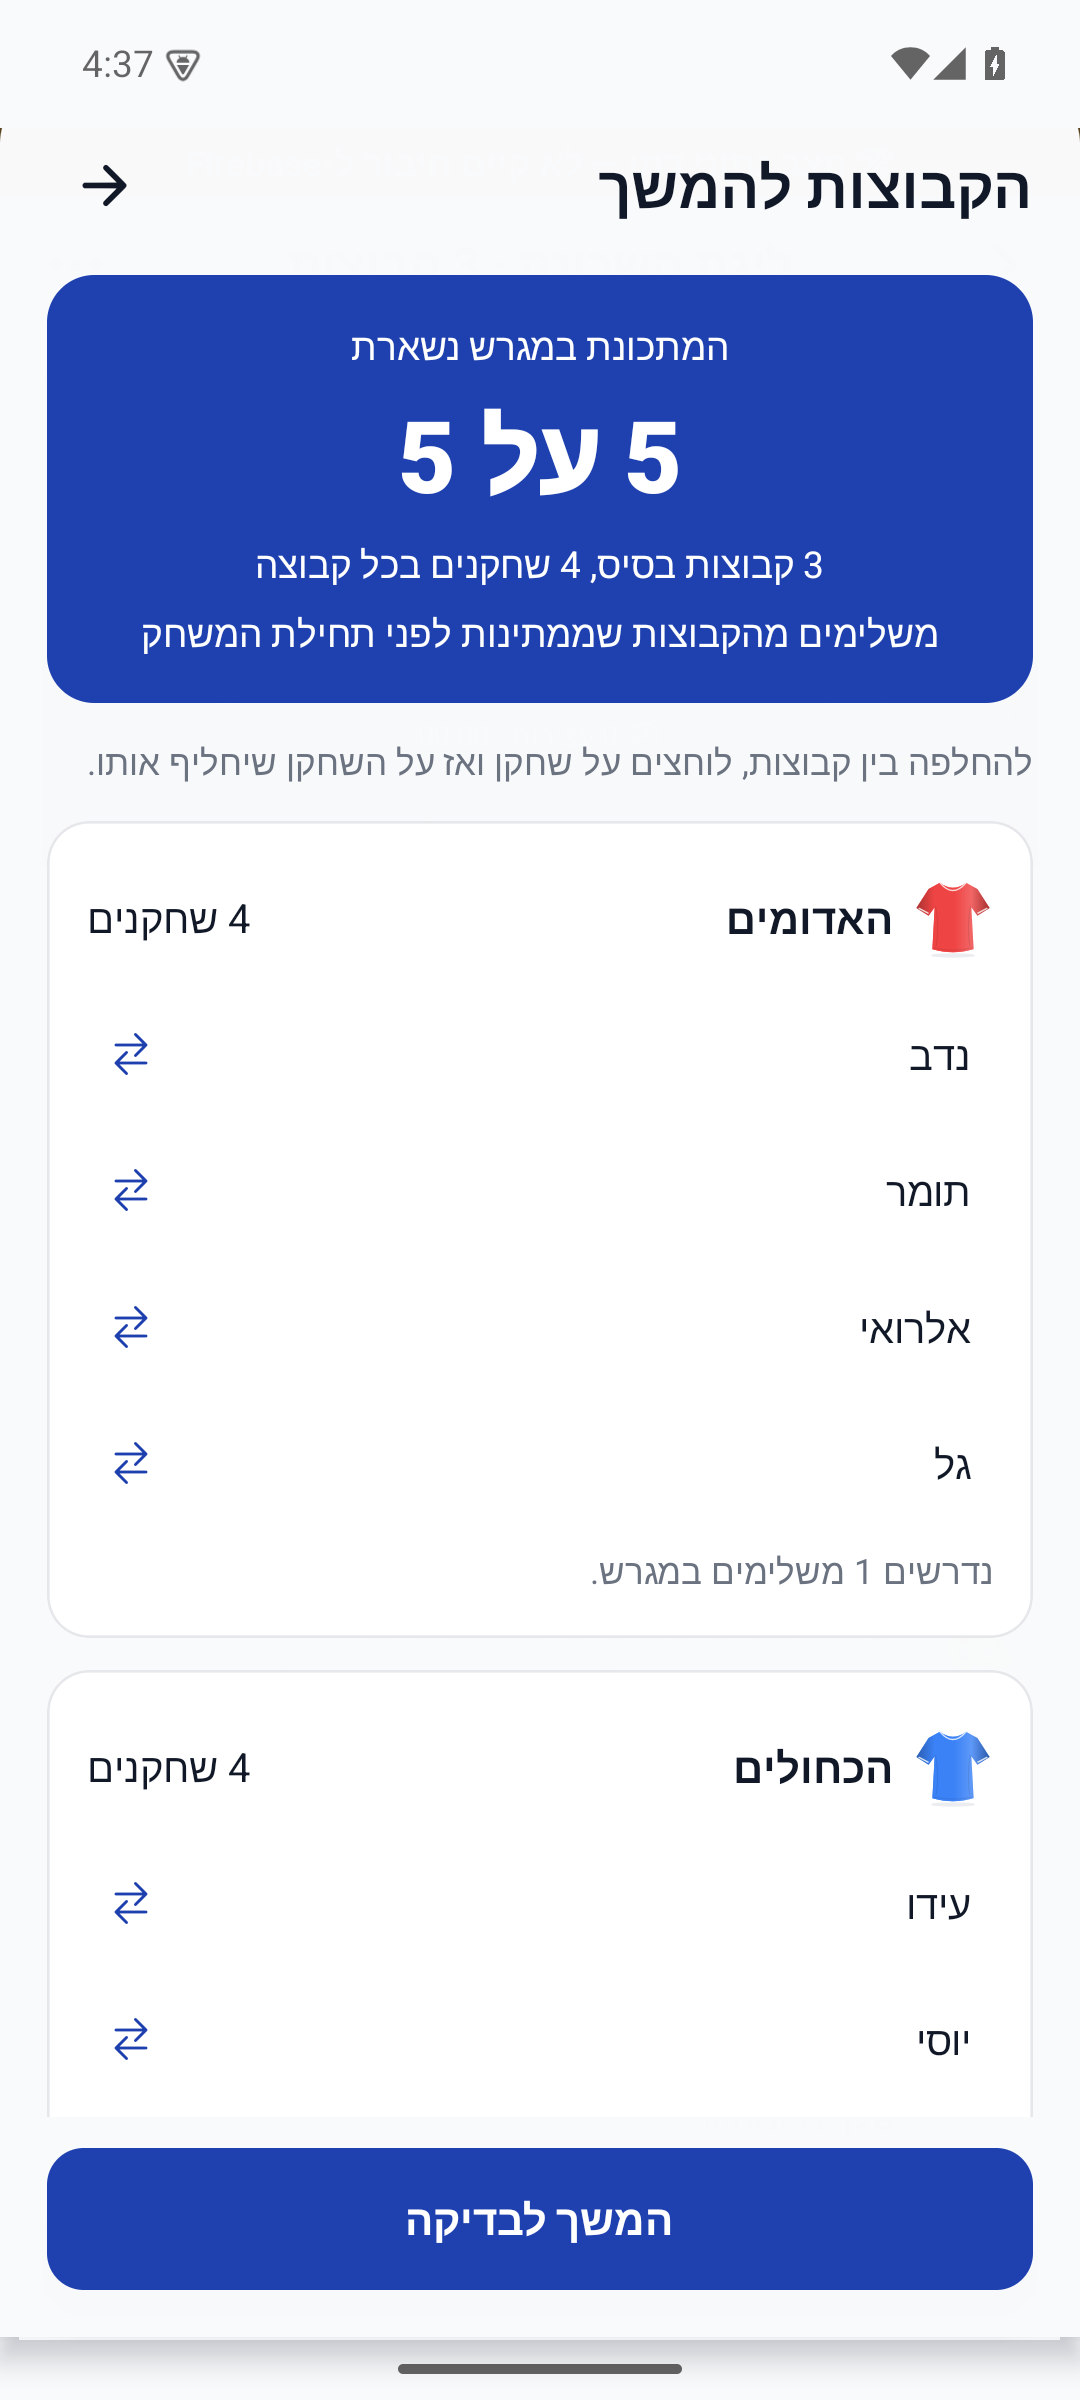 4:37
הקבוצות להמשך
המתכונת במגרש נשארת
5 על 5
3 קבוצות בסיס, 4 שחקנים בכל קבוצה
משלימים מהקבוצות שממתינות לפני תחילת המשחק
להחלפה בין קבוצות, לוחצים על שחקן ואז על השחקן שיחליף אותו.
האדומים
4 שחקנים
נדב
תומר
אלרואי
גל
נדרשים 1 משלימים במגרש.
הכחולים
4 שחקנים
עידו
יוסי
המשך לבדיקה